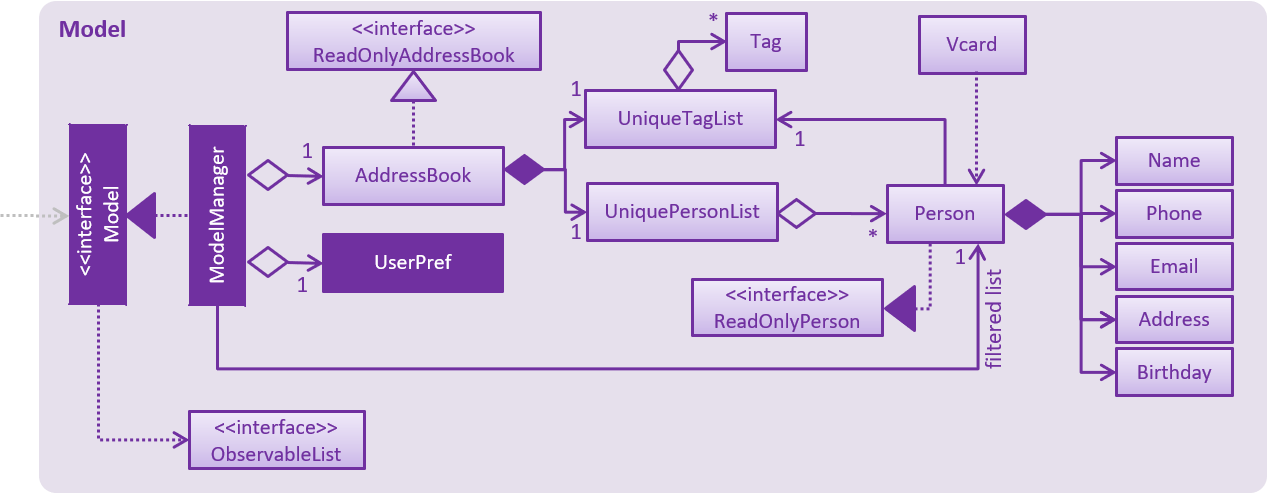 Model
<<interface>>
ReadOnlyAddressBook
*
Tag
Vcard
1
UniqueTagList
1
<<interface>>
Model
ModelManager
1
AddressBook
1
UniquePersonList
*
Person
1
UserPref
1
<<interface>>
ReadOnlyPerson
filtered list
Name
Phone
Email
Address
Birthday
<<interface>>
ObservableList